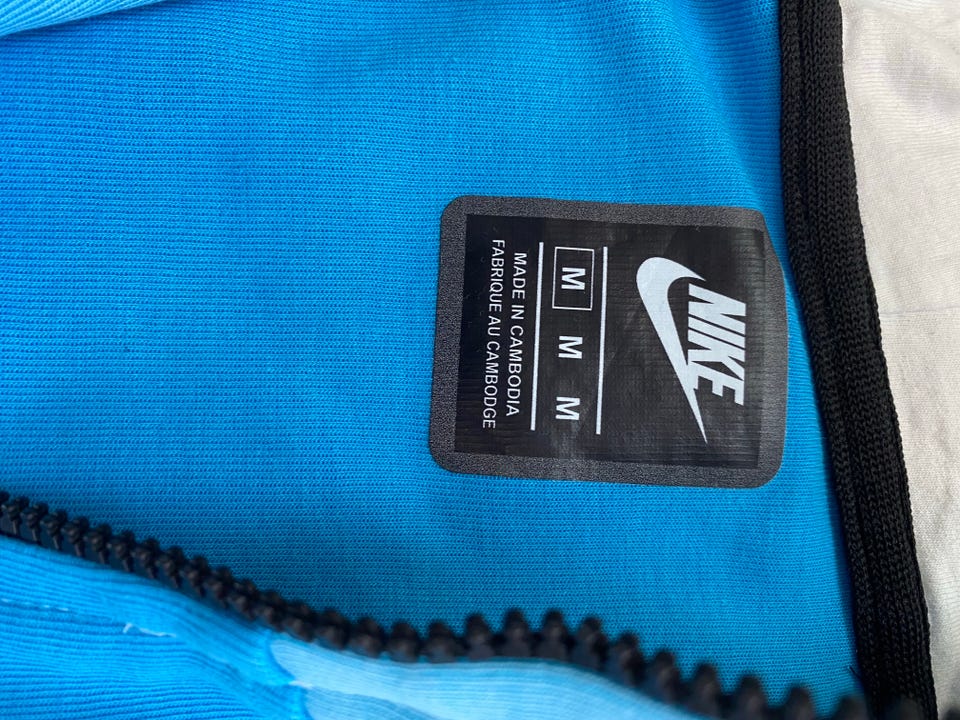 NIKE
M M M
MADE IN CAMBODIA
FABRIQUE AU CAMBODGE